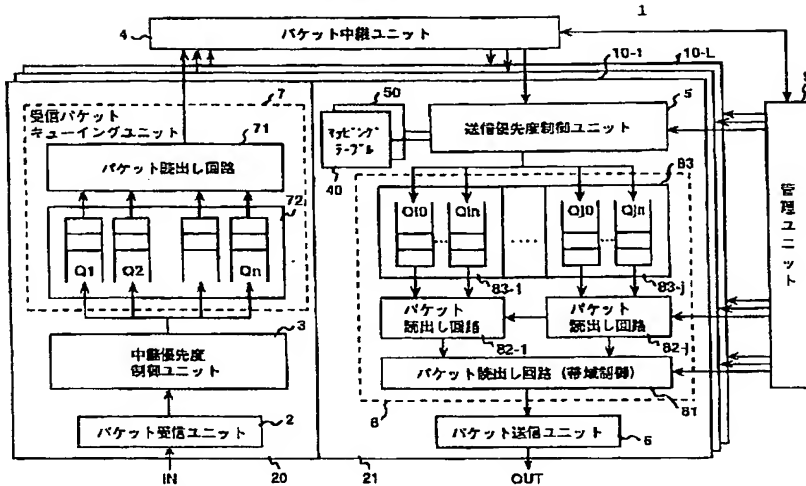 1
4
パケット中継ユニット
10-1
10-L
7
受信パケット
キューイングユニット
71
パケット読出し回路
72
Q1
Q2
Qn
3
中継優先度
制御ユニット
2
パケット受信ユニット
IN
20
50
マッピング
テーブル
40
5
送信優先度制御ユニット
83
Qi0
Qin
Qj0
Qjn
83-1
83-j
パケット
読出し回路
パケット
読出し回路
82-1
82-j
パケット読出し回路(帯域制御)
81
8
パケット送信ユニット
6
21
OUT
管理ユニット